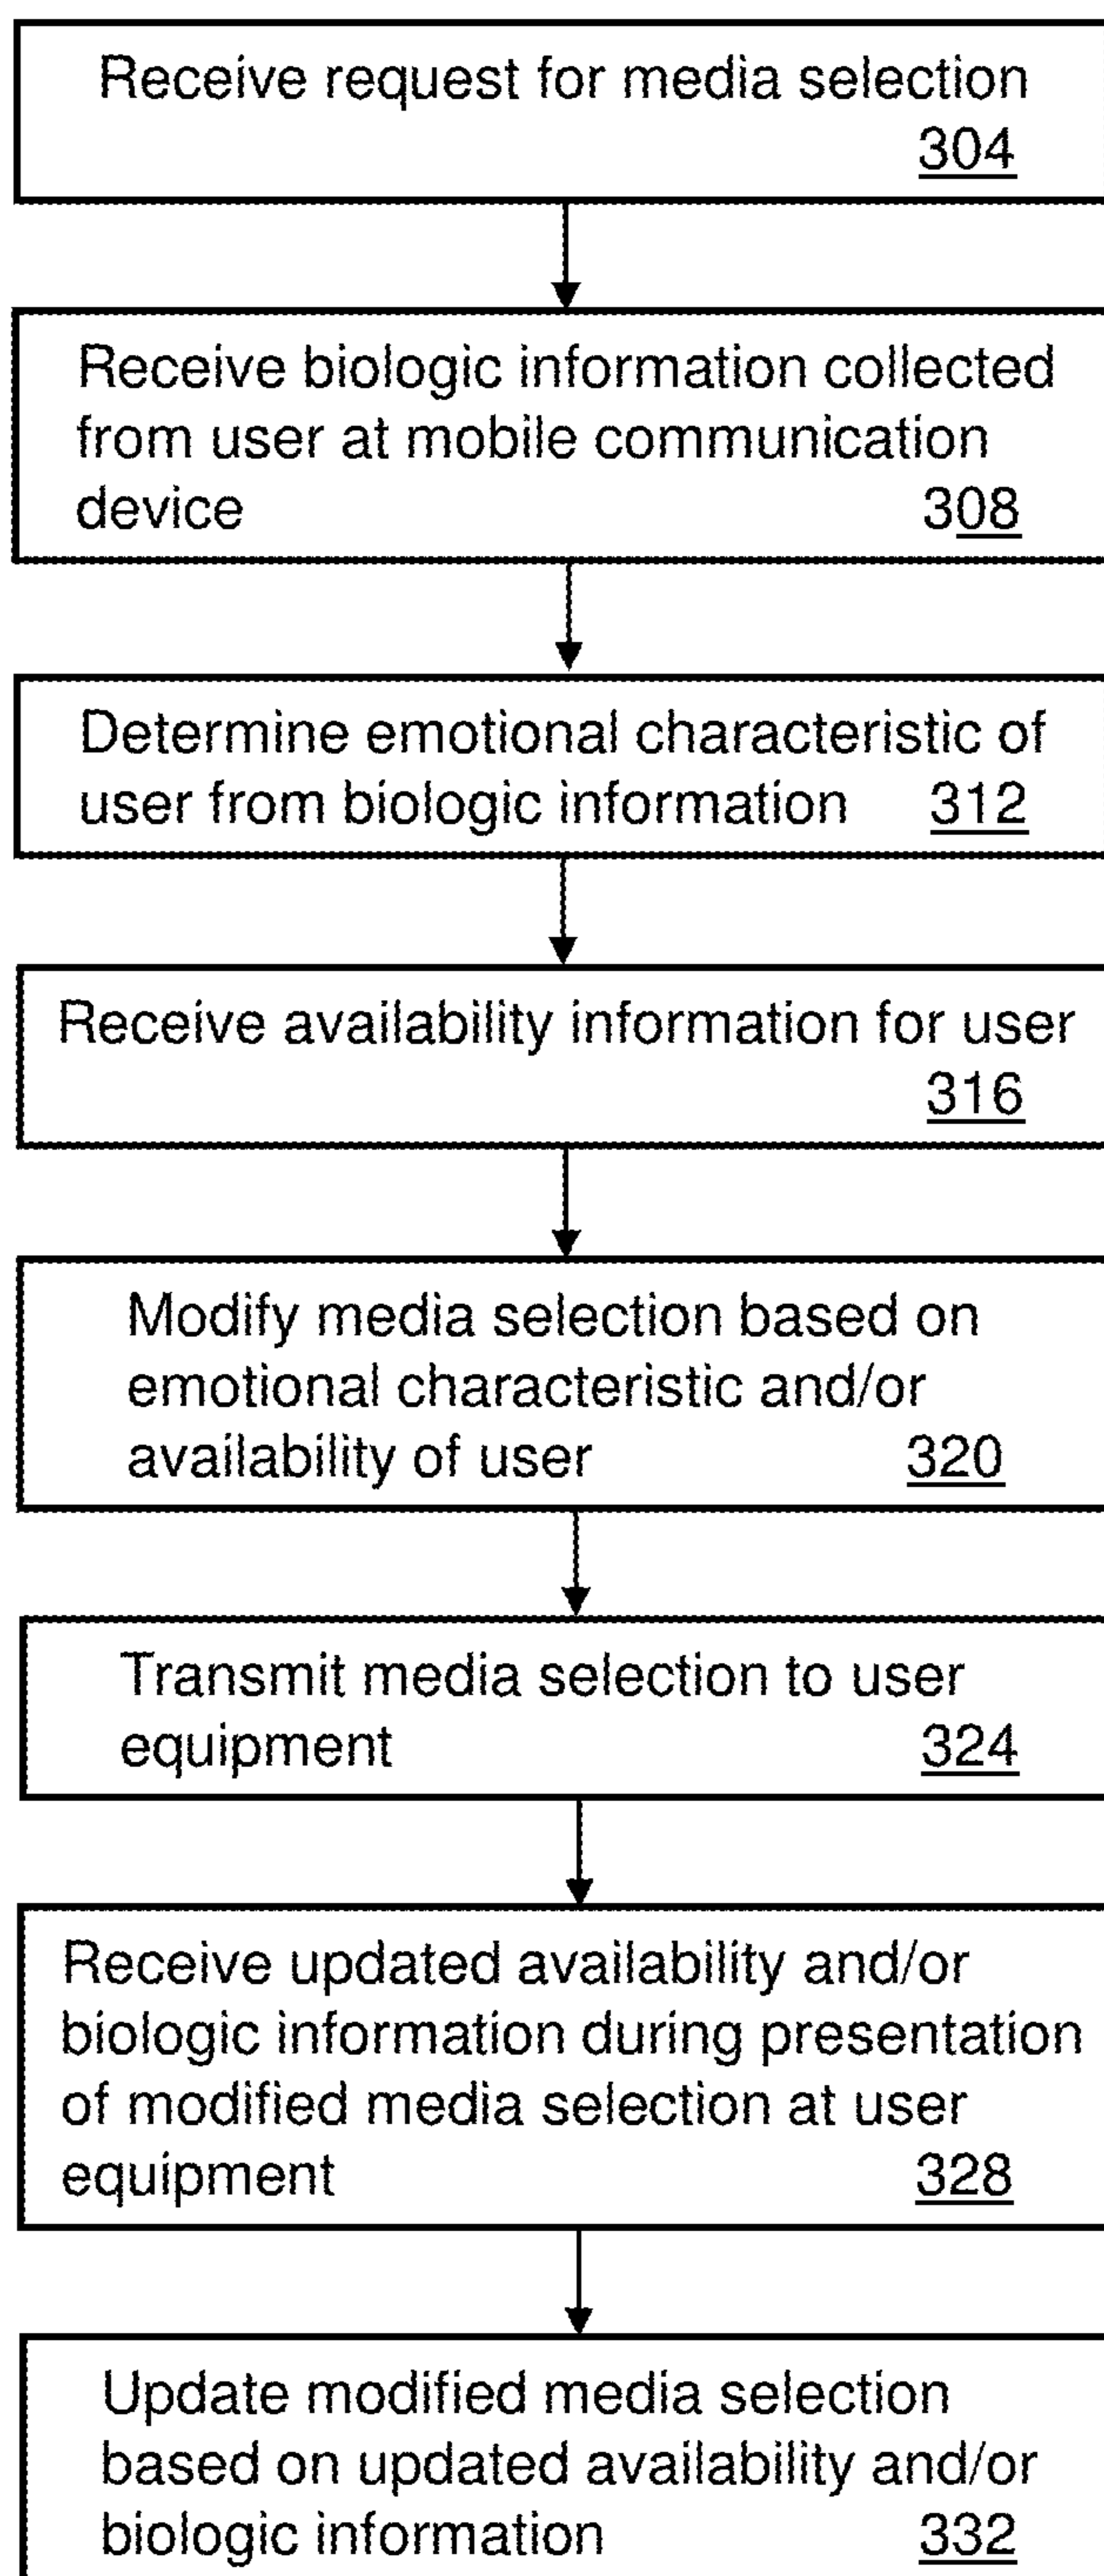 Receive request for media selection
304
Receive biologic information collected
from user at mobile communication
device 308
Determine emotional characteristic of
user from biologic information 312
Receive availability information for user
316
Modify media selection based on
emotional characteristic and/or
availability of user 320
Transmit media selection to user
equipment 324
Receive updated availability and/or
biologic information during presentation
of modified media selection at user
equipment 328
Update modified media selection
based on updated availability and/or
biologic information 332